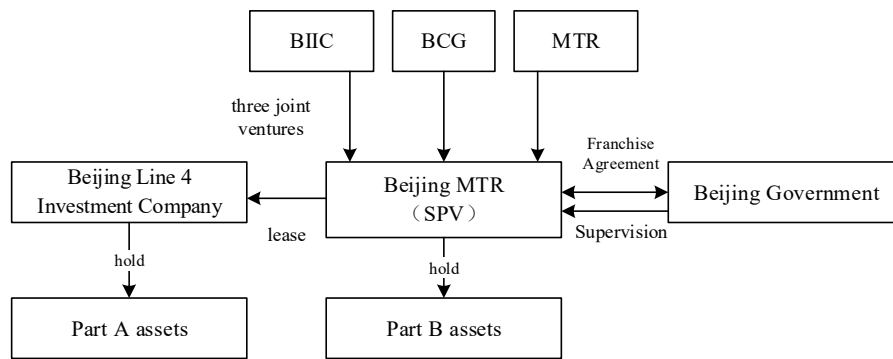 BIIC
BCG
MTR
three joint
ventures
Franchise
Agreement
Beijing Line 4
Investment Company
Beijing MTR
（SPV）
Beijing Government
lease
Supervision
hold
hold
Part A assets
Part B assets